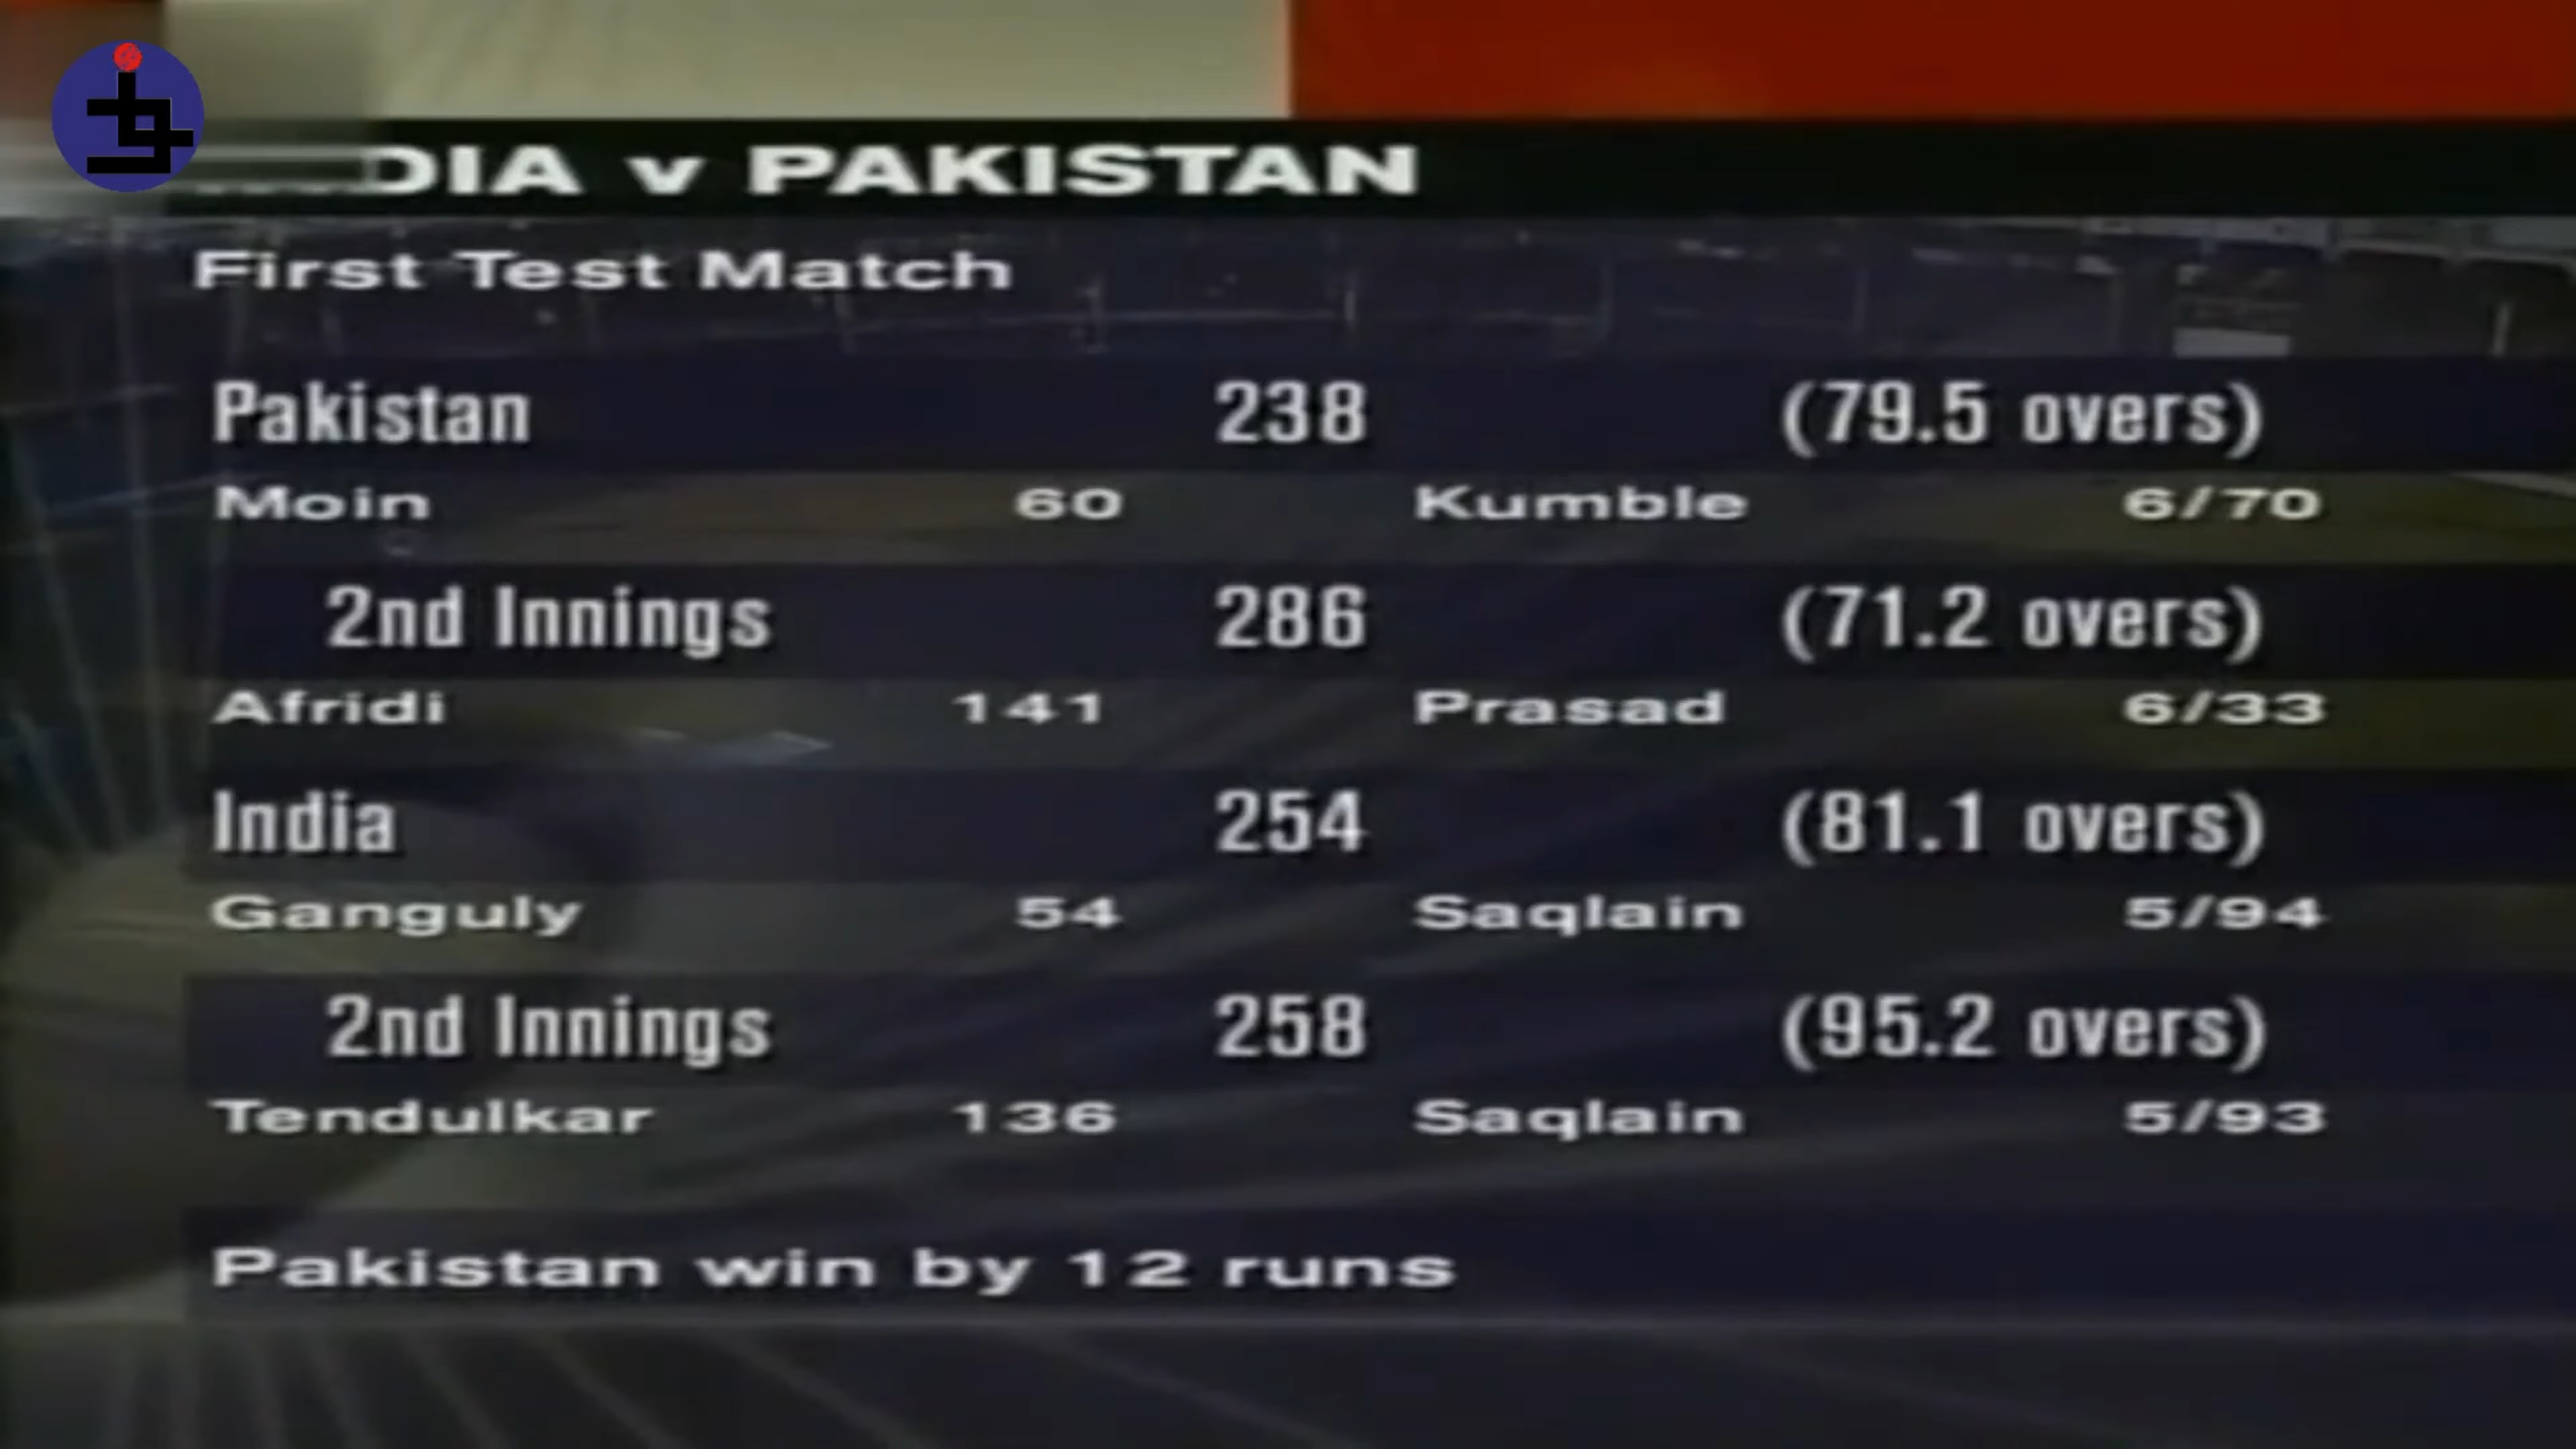 DIA v PAKISTAN
First Test Match
Pakistan 238 (79.5 overs)
Moin 60 Kumble 6/70
2nd Innings 286 (71.2 overs)
Afridi 141 Prasad 6/33
India 254 (81.1 overs)
Ganguly 54 Saqlain 5/94
2nd Innings 258 (95.2 overs)
Tendulkar 136 Saqlain 5/93
Pakistan win by 12 runs